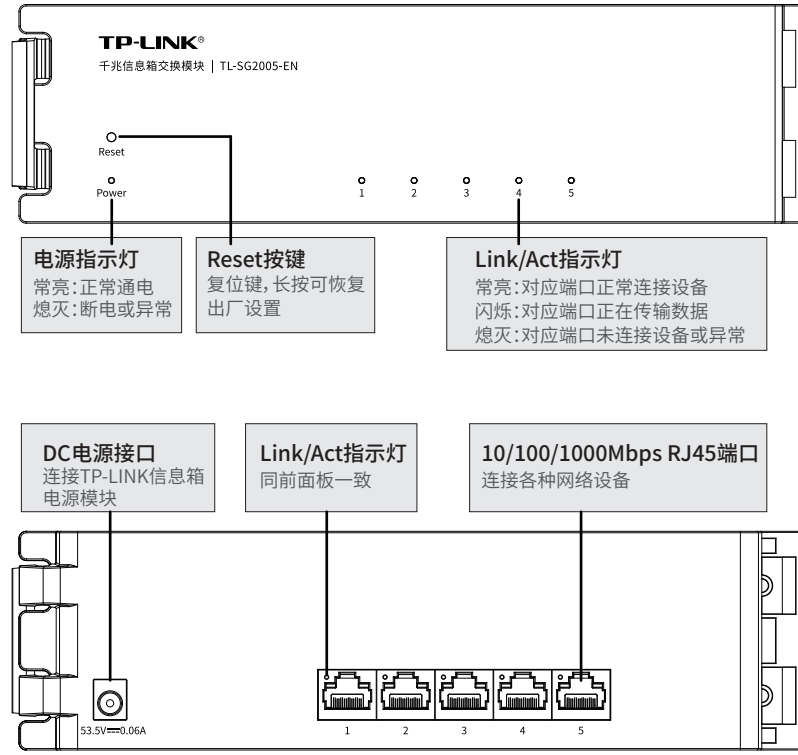 TP-LINK®
千兆信息箱交换模块 | TL-SG2005-EN
Reset
Power
1 2 3 4 5
电源指示灯
常亮:正常通电
熄灭:断电或异常
Reset按键
复位键,长按可恢复
出厂设置
Link/Act指示灯
常亮:对应端口正常连接设备
闪烁:对应端口正在传输数据
熄灭:对应端口未连接设备或异常
DC电源接口
连接TP-LINK信息箱
电源模块
Link/Act指示灯
同前面板一致
10/100/1000Mbps RJ45端口
连接各种网络设备
53.5V⎓0.06A
1 2 3 4 5